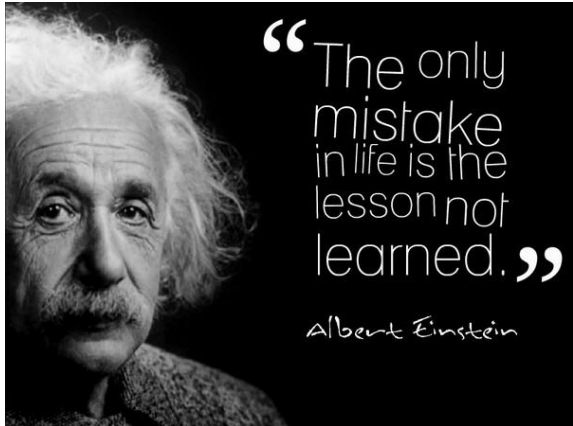 “The only
mistake
in life is the
lesson not
learned.”
Albert Einstein